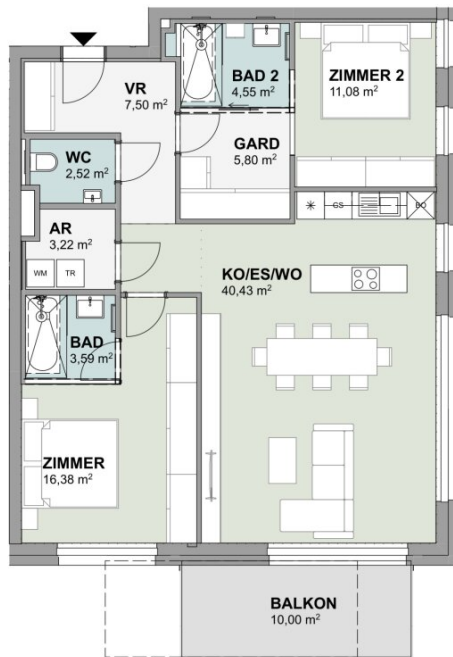 VR
7,50 m²
BAD 2
4,55 m²
ZIMMER 2
11,08 m²
WC
2,52 m²
GARD
5,80 m²
AR
3,22 m²
WM
TR
GS
BO
KO/ES/WO
40,43 m²
BAD
3,59 m²
ZIMMER
16,38 m²
BALKON
10,00 m²